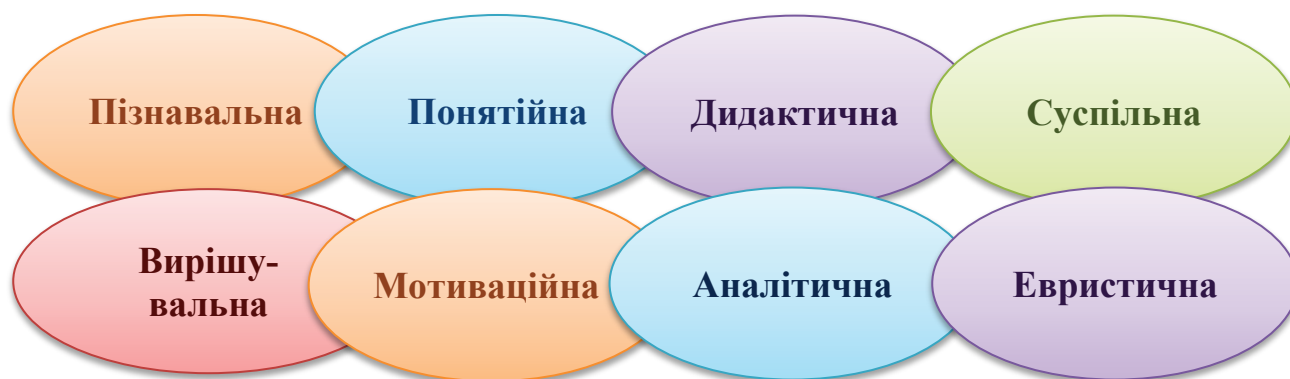 Пізнавальна
Понятійна
Дидактична
Суспільна
Вирішу-
вальна
Мотиваційна
Аналітична
Евристична